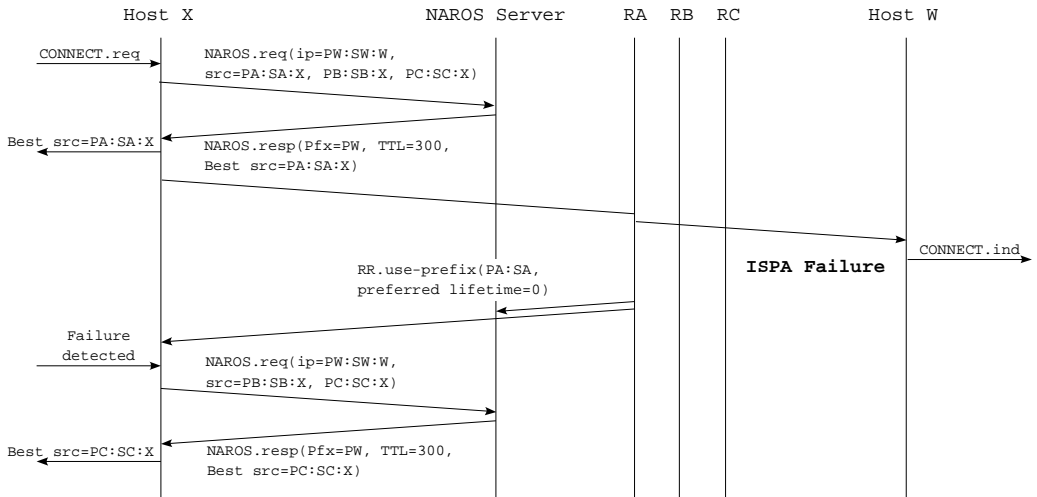 Host X NAROS Server RA RB RC Host W
CONNECT.req
NAROS.req(ip=PW:SW:W,
src=PA:SA:X, PB:SB:X, PC:SC:X)
Best src=PA:SA:X
NAROS.resp(Pfx=PW, TTL=300,
Best src=PA:SA:X)
CONNECT.ind
ISPA Failure
RR.use-prefix(PA:SA,
preferred lifetime=0)
Failure
detected
NAROS.req(ip=PW:SW:W,
src=PB:SB:X, PC:SC:X)
Best src=PC:SC:X
NAROS.resp(Pfx=PW, TTL=300,
Best src=PC:SC:X)